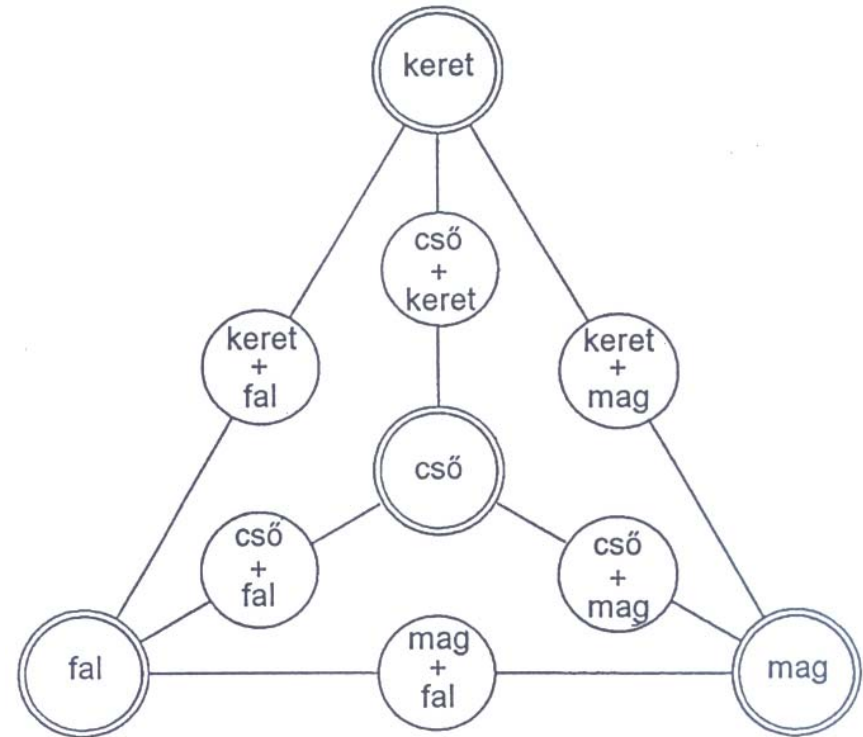 keret
cső
+
keret
keret
+
fal
keret
+
mag
cső
cső
+
fal
cső
+
mag
fal
mag
+
fal
mag